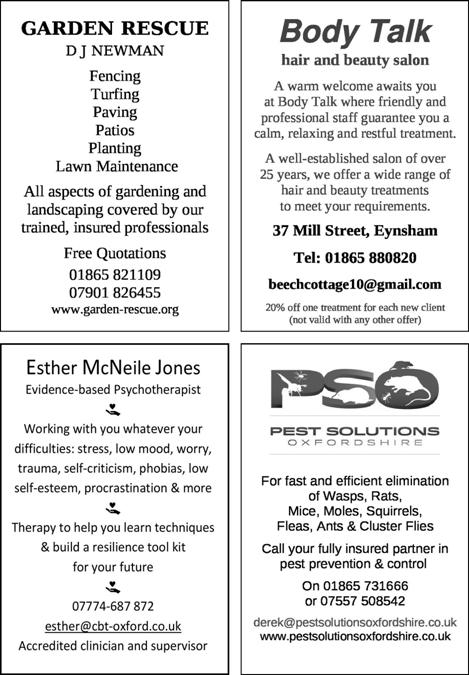 GARDEN RESCUE
D J NEWMAN
Fencing
Turfing
Paving
Patios
Planting
Lawn Maintenance
All aspects of gardening and
landscaping covered by our
trained, insured professionals
Free Quotations
01865 821109
07901 826455
www.garden-rescue.org
Body Talk
hair and beauty salon
A warm welcome awaits you
at Body Talk where friendly and
professional staff guarantee you a
calm, relaxing and restful treatment.
A well-established salon of over
25 years, we offer a wide range of
hair and beauty treatments
to meet your requirements.
37 Mill Street, Eynsham
Tel: 01865 880820
beechcottage10@gmail.com
20% off one treatment for each new client
(not valid with any other offer)
Esther McNeile Jones
Evidence-based Psychotherapist
Working with you whatever your
difficulties: stress, low mood, worry,
trauma, self-criticism, phobias, low
self-esteem, procrastination & more
Therapy to help you learn techniques
& build a resilience tool kit
for your future
07774-687 872
esther@cbt-oxford.co.uk
Accredited clinician and supervisor
PSO
PEST SOLUTIONS
OXFORDSHIRE
For fast and efficient elimination
of Wasps, Rats,
Mice, Moles, Squirrels,
Fleas, Ants & Cluster Flies
Call your fully insured partner in
pest prevention & control
On 01865 731666
or 07557 508542
derek@pestsolutionsoxfordshire.co.uk
www.pestsolutionsoxfordshire.co.uk